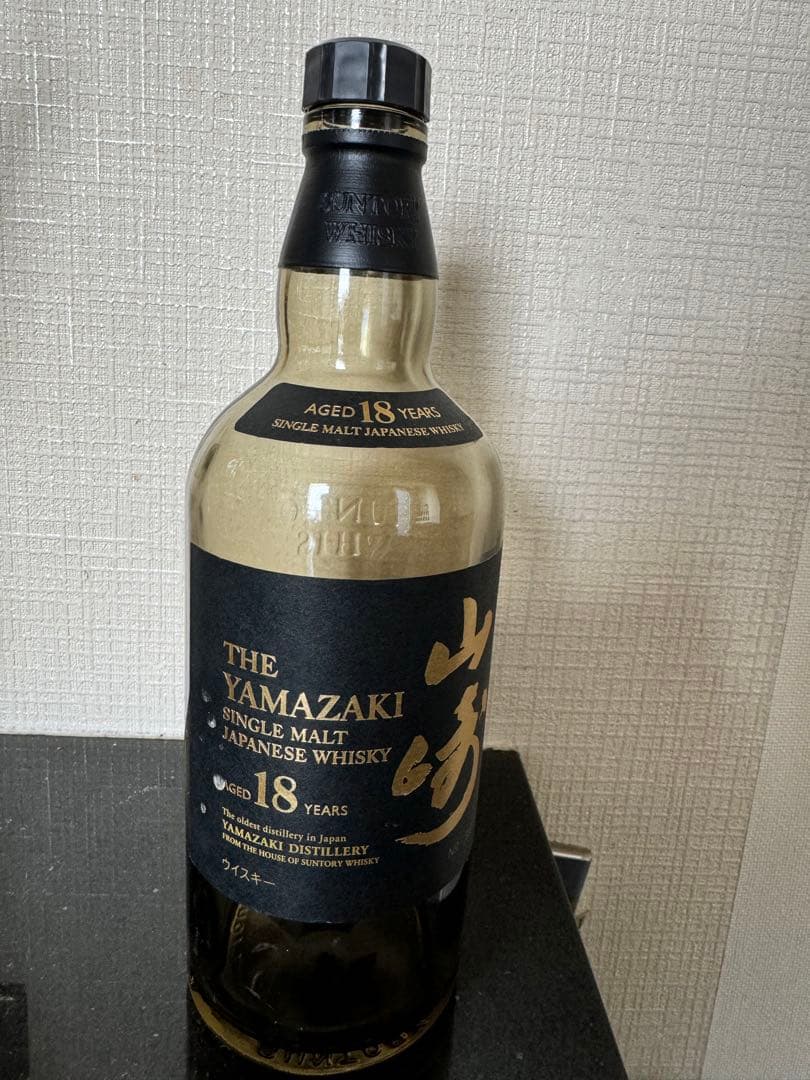 SUNTORY
WHISKY
AGED 18 YEARS
SINGLE MALT JAPANESE WHISKY
山崎
THE
YAMAZAKI
SINGLE MALT
JAPANESE WHISKY
AGED 18 YEARS
The oldest distillery in Japan
YAMAZAKI DISTILLERY
FROM THE HOUSE OF SUNTORY WHISKY
ウイスキー